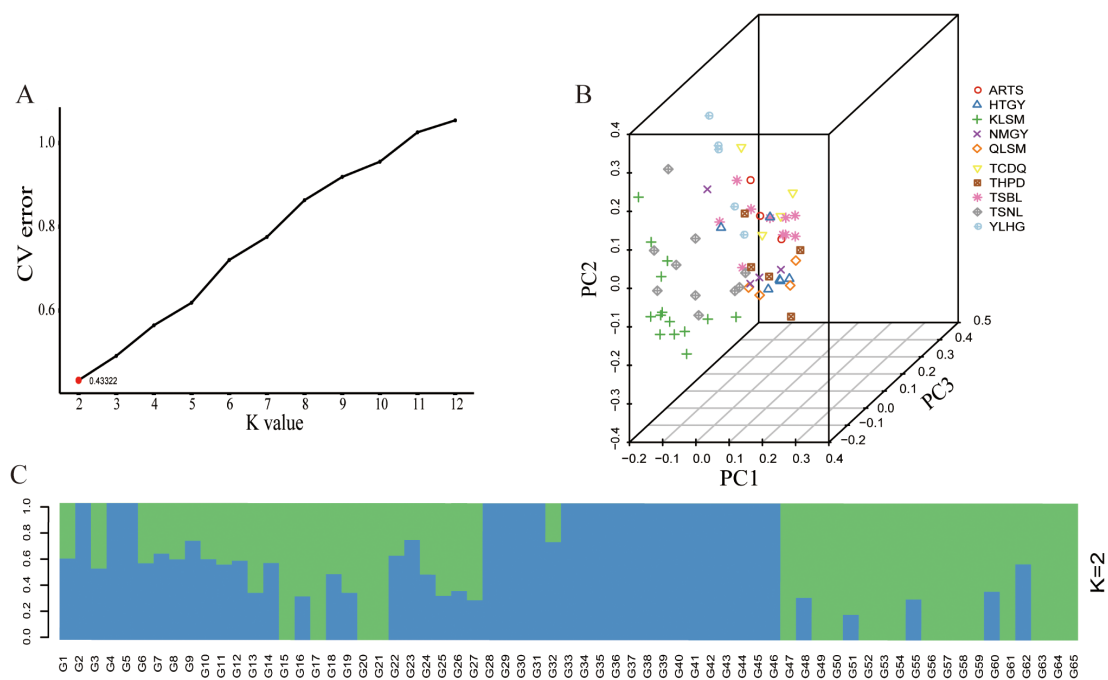 A
CV error
1.0
0.8
0.6
0.43322
2 3 4 5 6 7 8 9 10 11 12
K value
B
PC2
0.4
0.3
0.2
0.1
0.0
−0.1
−0.2
−0.3
−0.4
−0.2 −0.1 0.0 0.1 0.2 0.3 0.4
PC1
0.5
0.4
0.3
0.2
0.1
0.0
−0.1
−0.2
PC3
ARTS
HTGY
KLSM
NMGY
QLSM
TCDQ
THPD
TSBL
TSNL
YLHG
C
1.0
0.8
0.6
0.4
0.2
0.0
K=2
G1 G2 G3 G4 G5 G6 G7 G8 G9 G10 G11 G12 G13 G14 G15 G16 G17 G18 G19 G20 G21 G22 G23 G24 G25 G26 G27 G28 G29 G30 G31 G32 G33 G34 G35 G36 G37 G38 G39 G40 G41 G42 G43 G44 G45 G46 G47 G48 G49 G50 G51 G52 G53 G54 G55 G56 G57 G58 G59 G60 G61 G62 G63 G64 G65